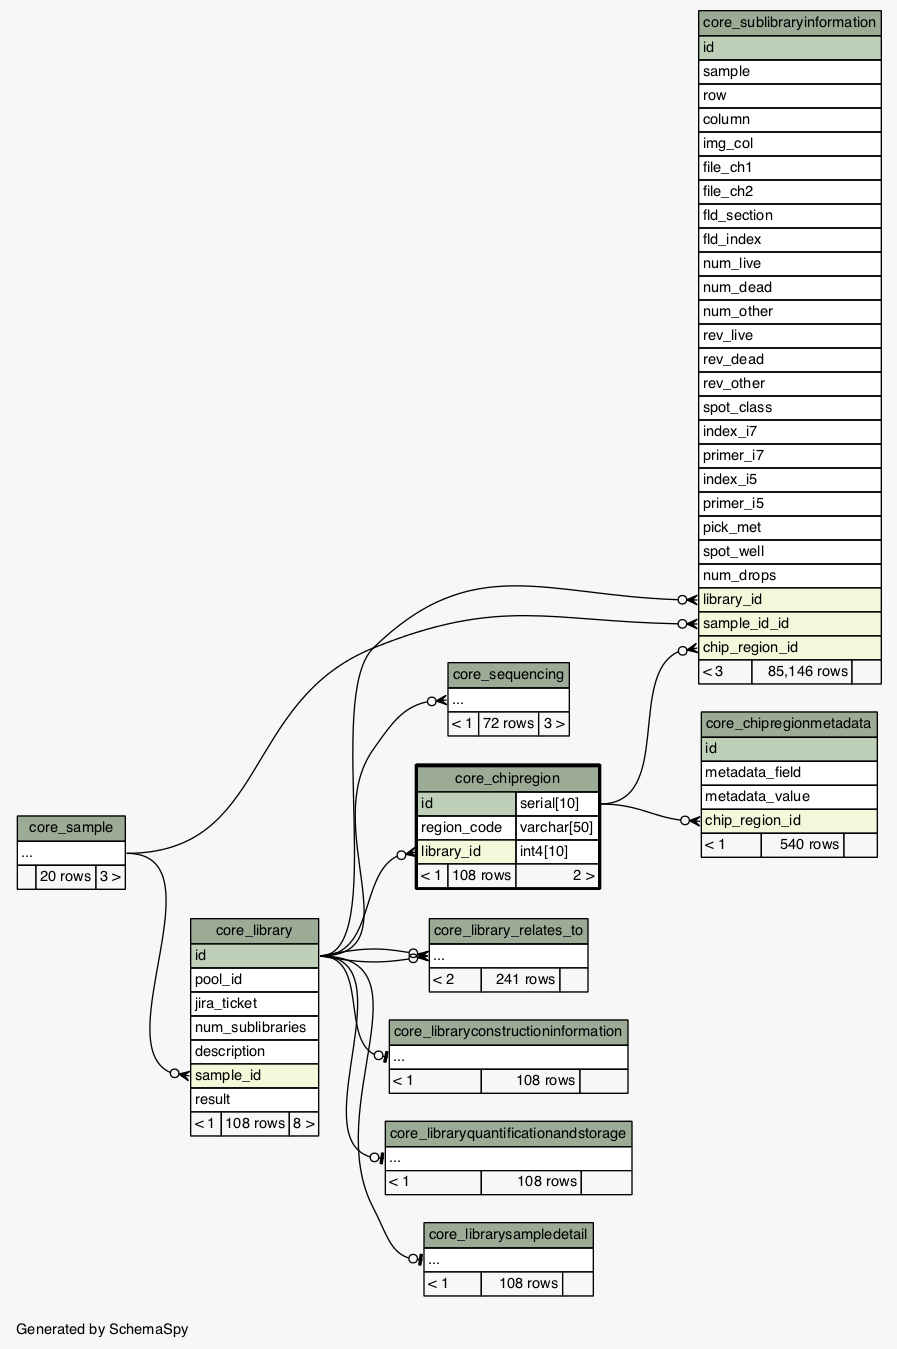 core_sublibraryinformation
id
sample
row
column
img_col
file_ch1
file_ch2
fld_section
fld_index
num_live
num_dead
num_other
rev_live
rev_dead
rev_other
spot_class
index_i7
primer_i7
index_i5
primer_i5
pick_met
spot_well
num_drops
library_id
sample_id_id
chip_region_id
< 3 85,146 rows
core_sequencing
...
< 1 72 rows 3 >
core_chipregionmetadata
id
metadata_field
metadata_value
chip_region_id
< 1 540 rows
core_chipregion
id serial[10]
region_code varchar[50]
library_id int4[10]
< 1 108 rows 2 >
core_sample
...
20 rows 3 >
core_library
id
pool_id
jira_ticket
num_sublibraries
description
sample_id
result
< 1 108 rows 8 >
core_library_relates_to
...
< 2 241 rows
core_libraryconstructioninformation
...
< 1 108 rows
core_libraryquantificationandstorage
...
< 1 108 rows
core_librarysampledetail
...
< 1 108 rows
Generated by SchemaSpy